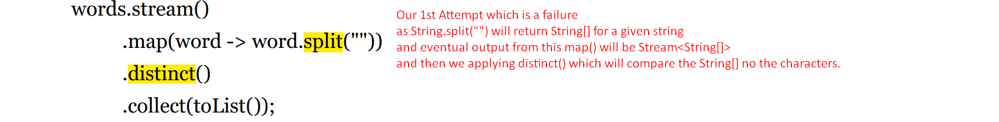 words.stream()
.map(word -> word.split(""))
.distinct()
.collect(toList());
Our 1st Attempt which is a failure
as String.split("") will return String[] for a given string
and eventual output from this map() will be Stream<String[]>
and then we applying distinct() which will compare the String[] no the characters.